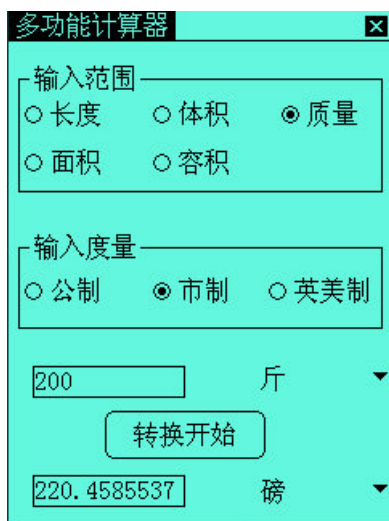 多功能计算器
输入范围
长度 体积 质量
面积 容积
输入度量
公制 市制 英美制
200 斤
转换开始
220.4585537 磅